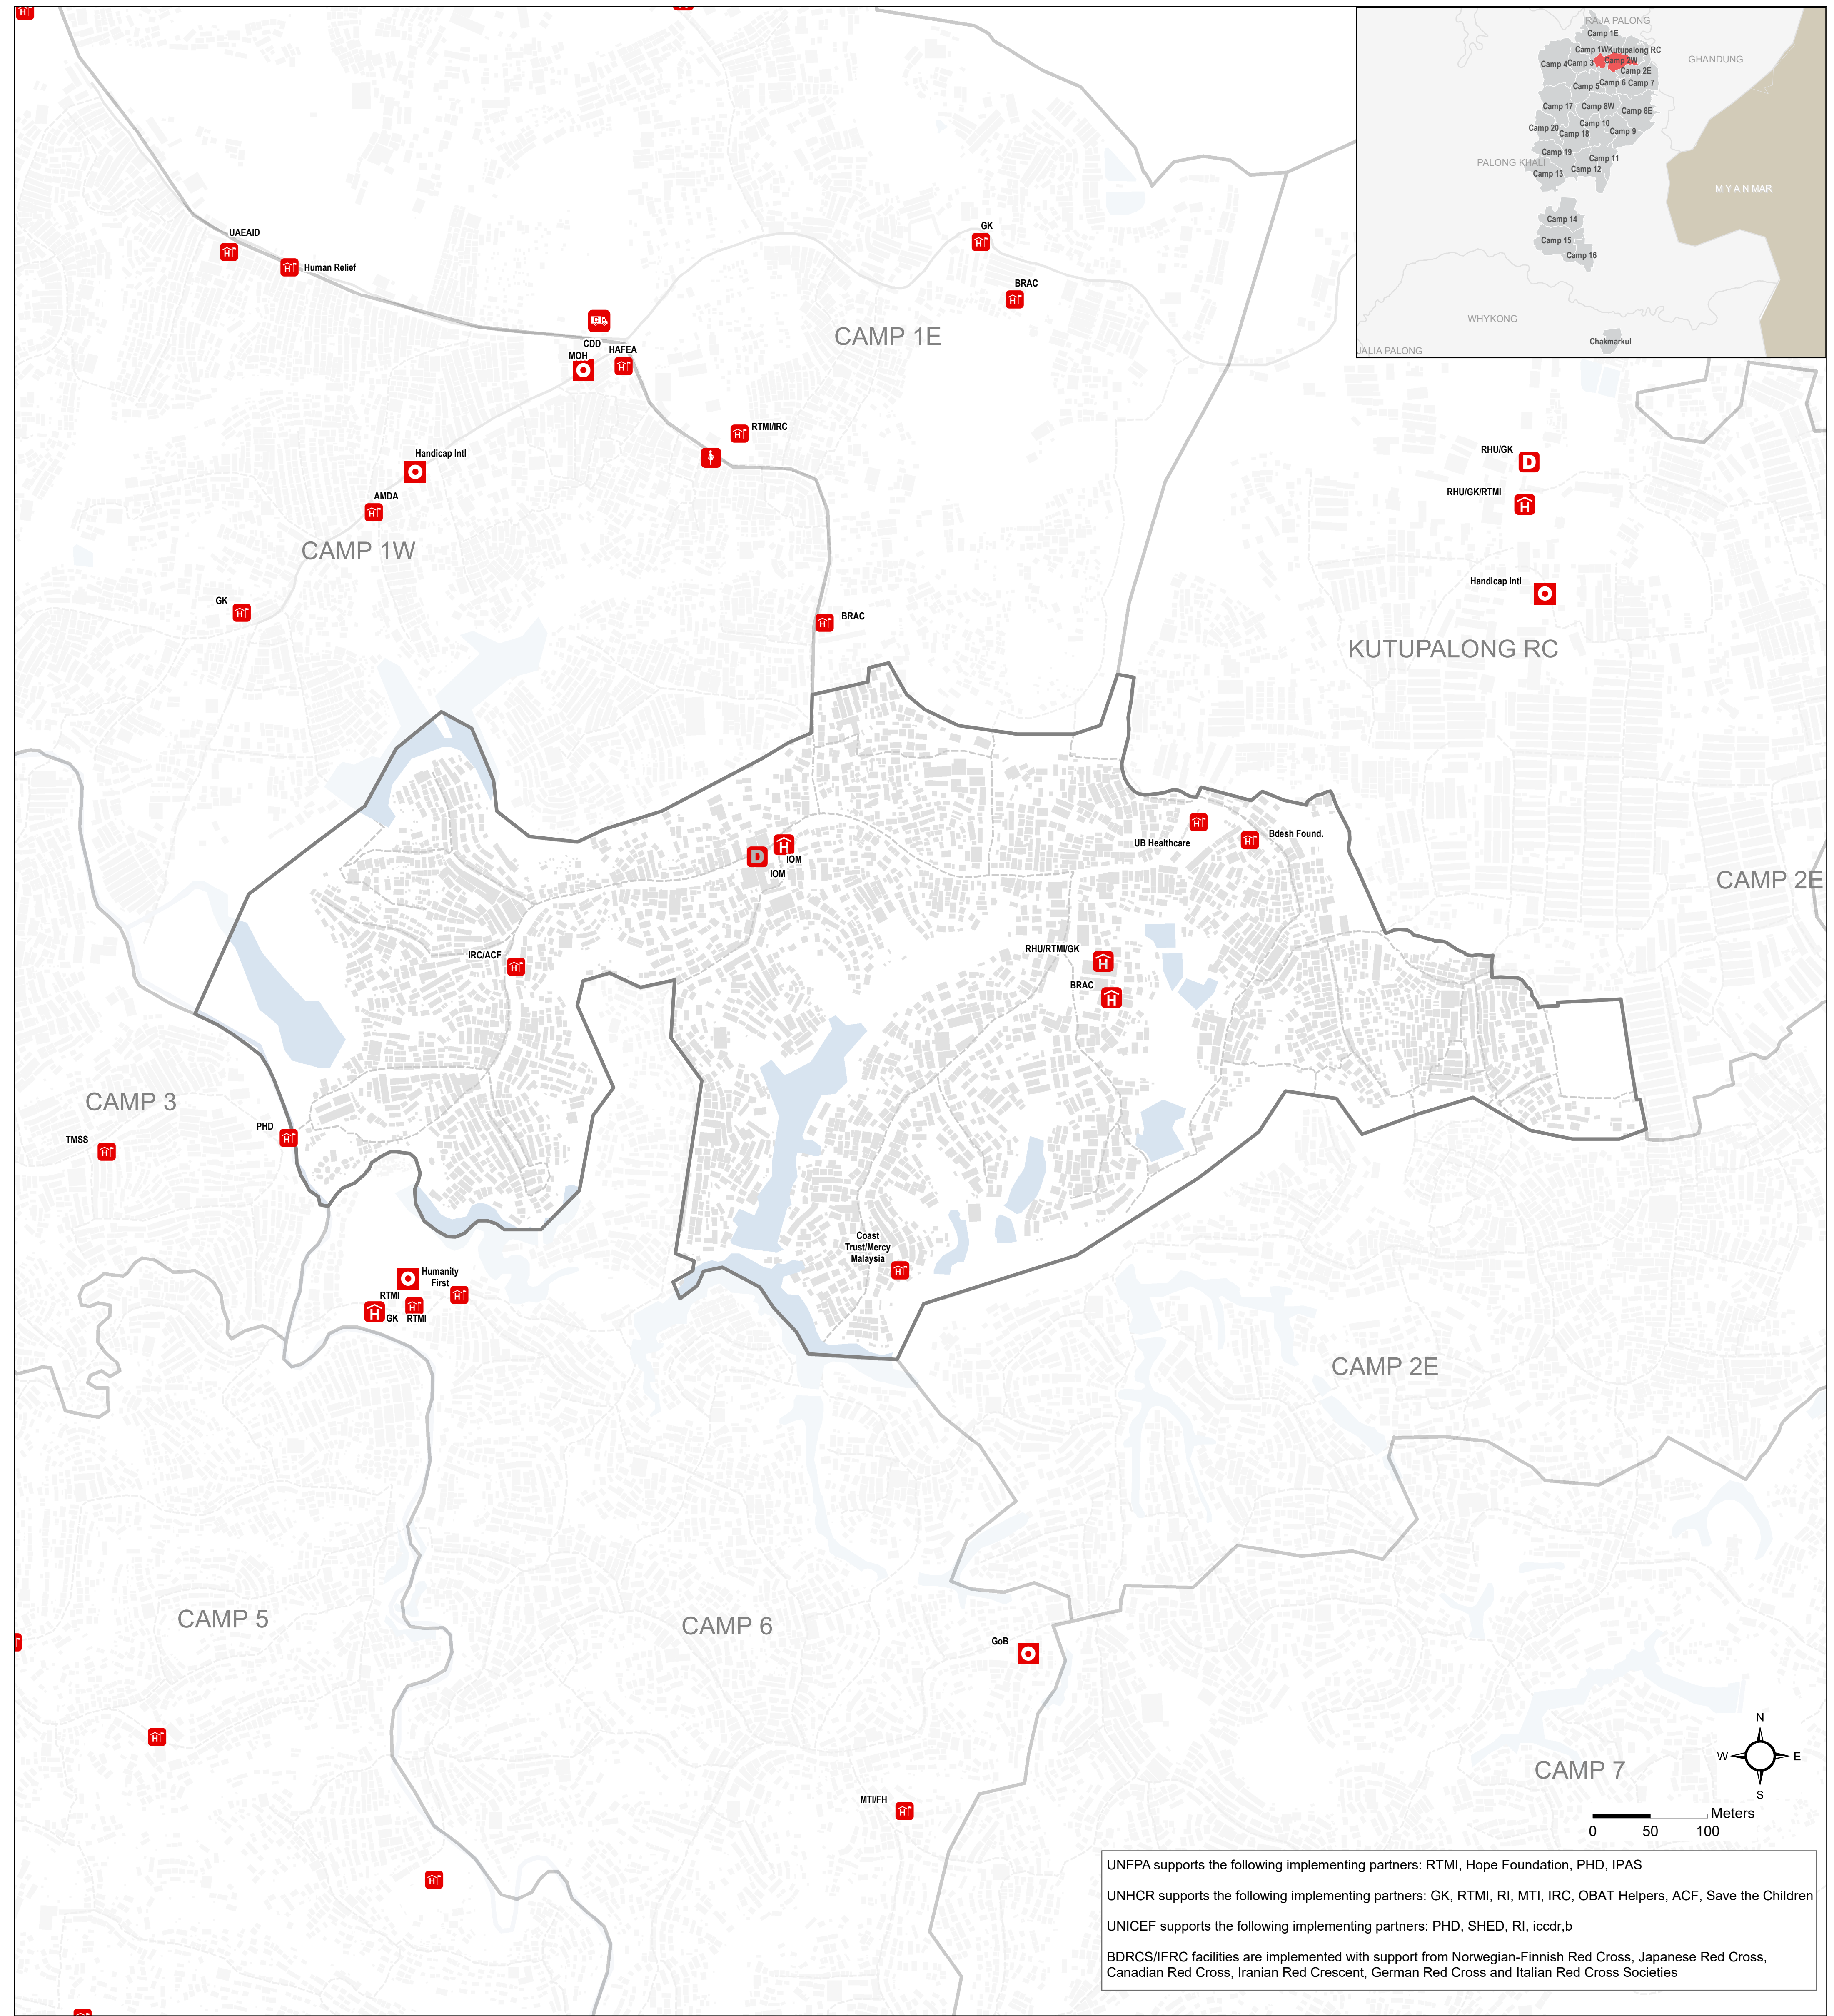 RAJA PALONG
Camp 1E
Camp 1W
Kutupalong RC
GHANDUNG
Camp 4
Camp 3
Camp 2W
Camp 2E
Camp 5
Camp 6
Camp 7
Camp 17
Camp 8W
Camp 8E
Camp 20
Camp 18
Camp 10
Camp 9
Camp 19
Camp 11
PALONG KHALI
Camp 13
Camp 12
M Y A N MAR
Camp 14
Camp 15
Camp 16
WHYKONG
Chakmarkul
JALIA PALONG
UAEAID
Human Relief
GK
BRAC
CAMP 1E
CDD
MOH
HAFEA
RTMI/IRC
Handicap Intl
AMDA
CAMP 1W
GK
BRAC
RHU/GK
D
RHU/GK/RTMI
H
Handicap Intl
KUTUPALONG RC
CAMP 2E
UB Healthcare
Bdesh Found.
H
IOM
D
IOM
IRC/ACF
RHU/RTMI/GK
H
BRAC
H
CAMP 3
TMSS
PHD
Coast
Trust/Mercy
Malaysia
Humanity
First
RTMI
H
GK
RTMI
CAMP 2E
CAMP 5
CAMP 6
GoB
MTI/FH
CAMP 7
N
W
E
S
Meters
0 50 100
UNFPA supports the following implementing partners: RTMI, Hope Foundation, PHD, IPAS
UNHCR supports the following implementing partners: GK, RTMI, RI, MTI, IRC, OBAT Helpers, ACF, Save the Children
UNICEF supports the following implementing partners: PHD, SHED, RI, iccdr,b
BDRCS/IFRC facilities are implemented with support from Norwegian-Finnish Red Cross, Japanese Red Cross,
Canadian Red Cross, Iranian Red Crescent, German Red Cross and Italian Red Cross Societies